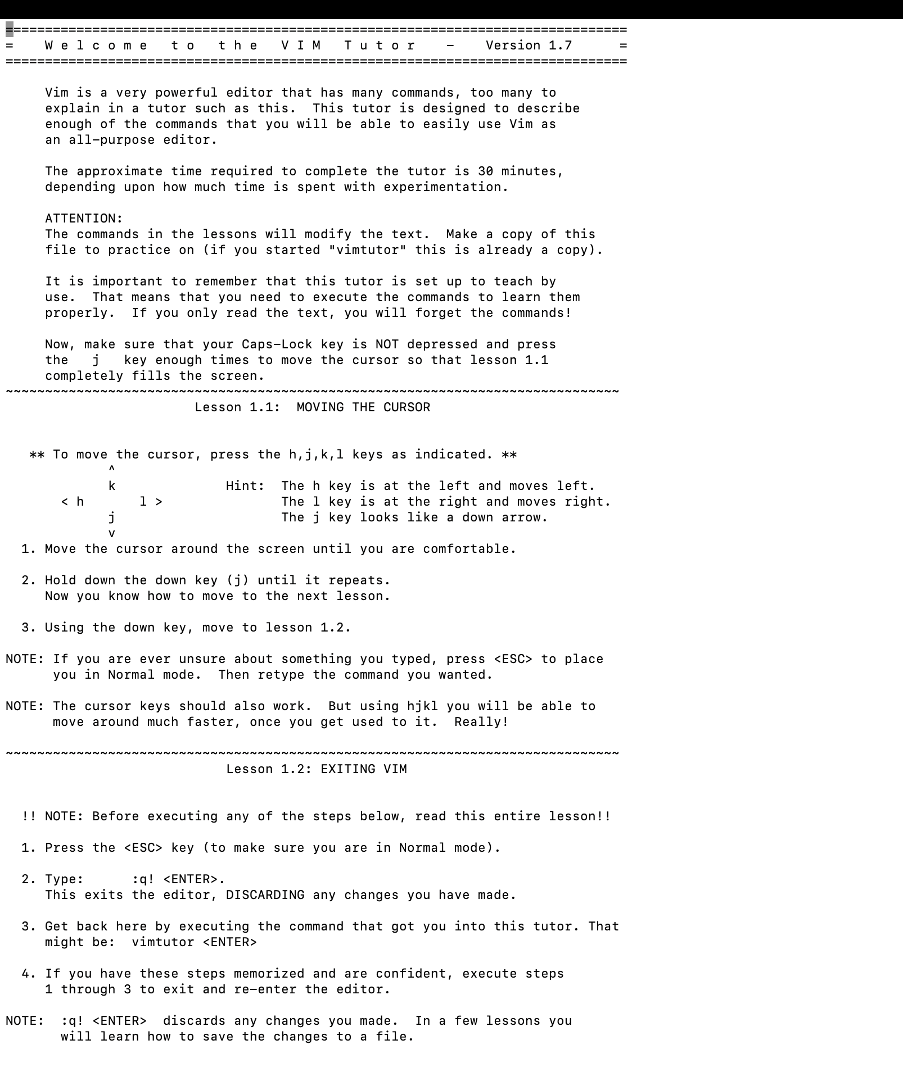 ===============================================================================
=    W e l c o m e   t o   t h e   V I M   T u t o r    -    Version 1.7      =
===============================================================================

     Vim is a very powerful editor that has many commands, too many to
     explain in a tutor such as this.  This tutor is designed to describe
     enough of the commands that you will be able to easily use Vim as
     an all-purpose editor.

     The approximate time required to complete the tutor is 30 minutes,
     depending upon how much time is spent with experimentation.

     ATTENTION:
     The commands in the lessons will modify the text.  Make a copy of this
     file to practice on (if you started "vimtutor" this is already a copy).

     It is important to remember that this tutor is set up to teach by
     use.  That means that you need to execute the commands to learn them
     properly.  If you only read the text, you will forget the commands!

     Now, make sure that your Caps-Lock key is NOT depressed and press
     the   j   key enough times to move the cursor so that lesson 1.1
     completely fills the screen.
~~~~~~~~~~~~~~~~~~~~~~~~~~~~~~~~~~~~~~~~~~~~~~~~~~~~~~~~~~~~~~~~~~~~~~~~~~~~~~
                        Lesson 1.1:  MOVING THE CURSOR


   ** To move the cursor, press the h,j,k,l keys as indicated. **
             ^
             k              Hint:  The h key is at the left and moves left.
       < h       l >               The l key is at the right and moves right.
             j                     The j key looks like a down arrow.
             v
  1. Move the cursor around the screen until you are comfortable.

  2. Hold down the down key (j) until it repeats.
     Now you know how to move to the next lesson.

  3. Using the down key, move to lesson 1.2.

NOTE: If you are ever unsure about something you typed, press <ESC> to place
      you in Normal mode.  Then retype the command you wanted.

NOTE: The cursor keys should also work.  But using hjkl you will be able to
      move around much faster, once you get used to it.  Really!

~~~~~~~~~~~~~~~~~~~~~~~~~~~~~~~~~~~~~~~~~~~~~~~~~~~~~~~~~~~~~~~~~~~~~~~~~~~~~~
                            Lesson 1.2: EXITING VIM


  !! NOTE: Before executing any of the steps below, read this entire lesson!!

  1. Press the <ESC> key (to make sure you are in Normal mode).

  2. Type:      :q! <ENTER>.
     This exits the editor, DISCARDING any changes you have made.

  3. Get back here by executing the command that got you into this tutor. That
     might be:  vimtutor <ENTER>

  4. If you have these steps memorized and are confident, execute steps
     1 through 3 to exit and re-enter the editor.

NOTE:  :q! <ENTER>  discards any changes you made.  In a few lessons you
       will learn how to save the changes to a file.